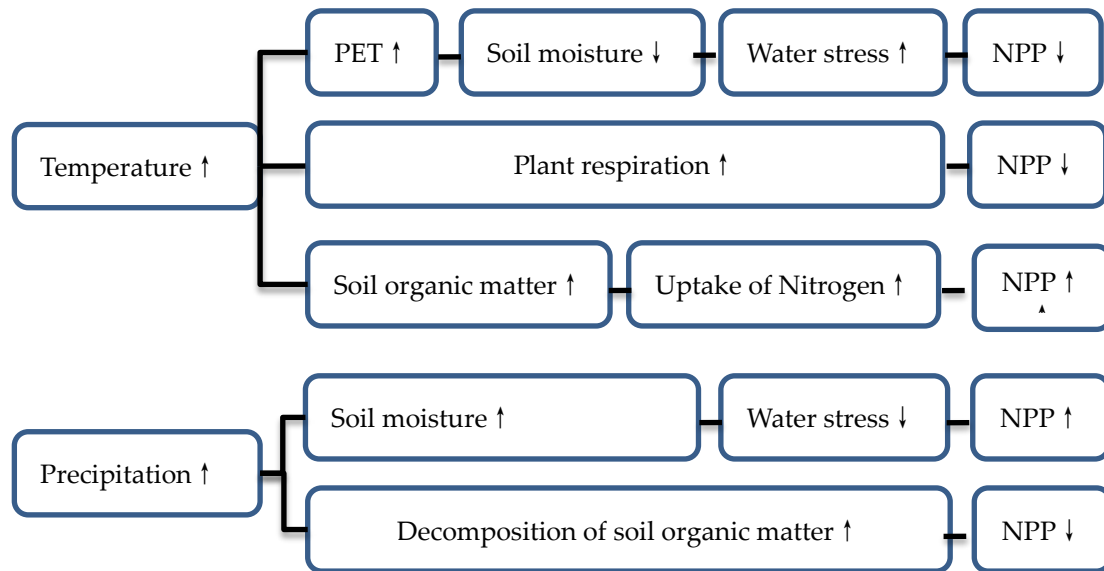 PET ↑
Soil moisture ↓
Water stress ↑
NPP ↓
Temperature ↑
Plant respiration ↑
NPP ↓
Soil organic matter ↑
Uptake of Nitrogen ↑
NPP ↑
Soil moisture ↑
Water stress ↓
NPP ↑
Precipitation ↑
Decomposition of soil organic matter ↑
NPP ↓